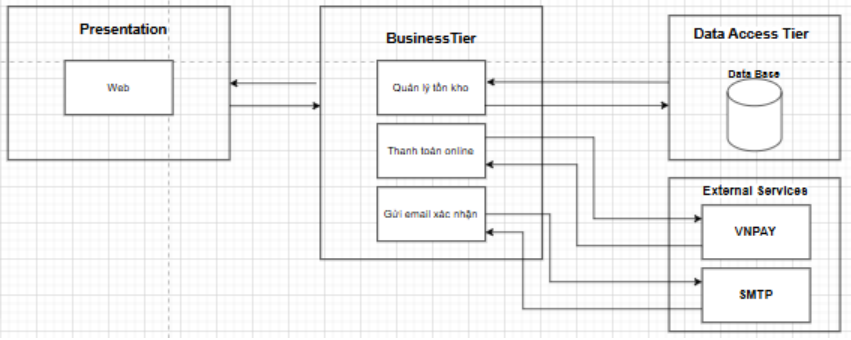 Presentation
Web
BusinessTier
Quản lý tồn kho
Thanh toán online
Gửi email xác nhận
Data Access Tier
Data Base
External Services
VNPAY
SMTP